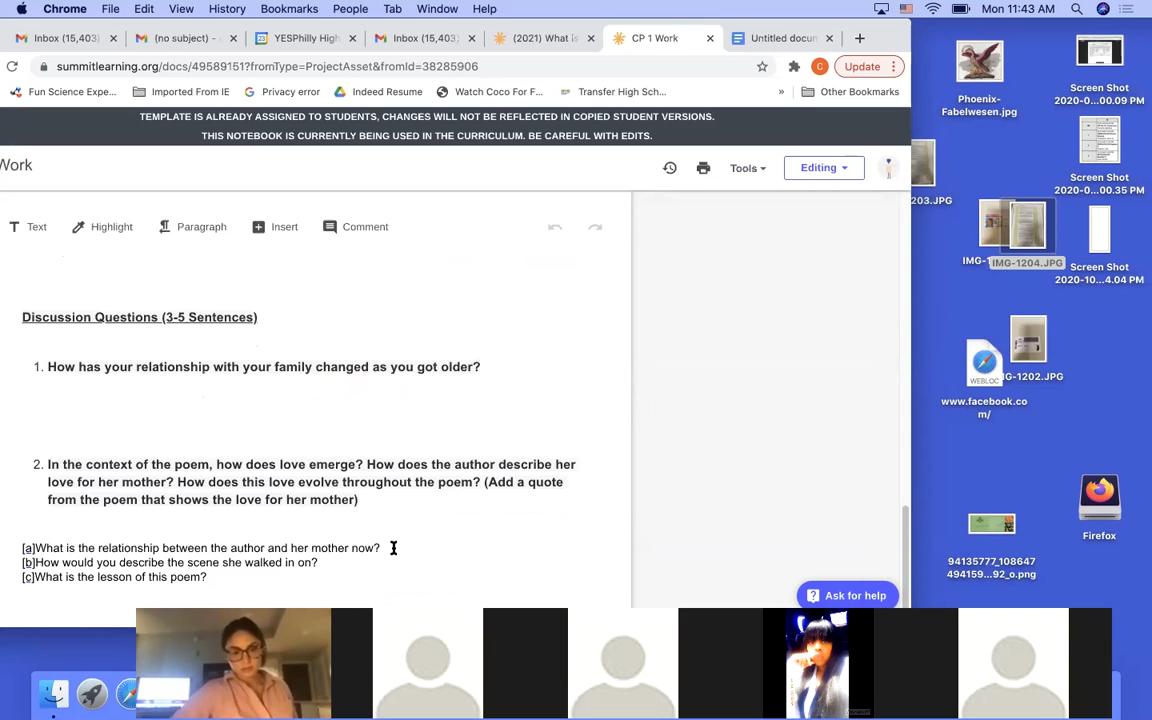 Chrome File Edit View History Bookmarks People Tab Window Help Mon 11:43 AM
Inbox (15,403) (no subject) - YESPhilly High Inbox (15,403) (2021) What is CP 1 Work Untitled docum
summitlearning.org/docs/49589151?fromType=ProjectAsset&fromId=38285906 C Update
Fun Science Expe... Imported From IE Privacy error Indeed Resume Watch Coco For F... Transfer High Sch... » Other Bookmarks
TEMPLATE IS ALREADY ASSIGNED TO STUDENTS, CHANGES WILL NOT BE REFLECTED IN COPIED STUDENT VERSIONS.
THIS NOTEBOOK IS CURRENTLY BEING USED IN THE CURRICULUM. BE CAREFUL WITH EDITS.
Work Tools Editing
Text Highlight Paragraph Insert Comment
Discussion Questions (3-5 Sentences)
1. How has your relationship with your family changed as you got older?
2. In the context of the poem, how does love emerge? How does the author describe her
love for her mother? How does this love evolve throughout the poem? (Add a quote
from the poem that shows the love for her mother)
[a]What is the relationship between the author and her mother now?
[b]How would you describe the scene she walked in on?
[c]What is the lesson of this poem?
Ask for help
Phoenix-
Fabelwesen.jpg
Screen Shot
2020-0...00.09 PM
Screen Shot
2020-0...00.35 PM
203.JPG
IMG-1
IMG-1204.JPG
Screen Shot
2020-10...4.04 PM
WEBLOC
G-1202.JPG
www.facebook.co
m/
Firefox
94135777_108647
494159...92_o.png